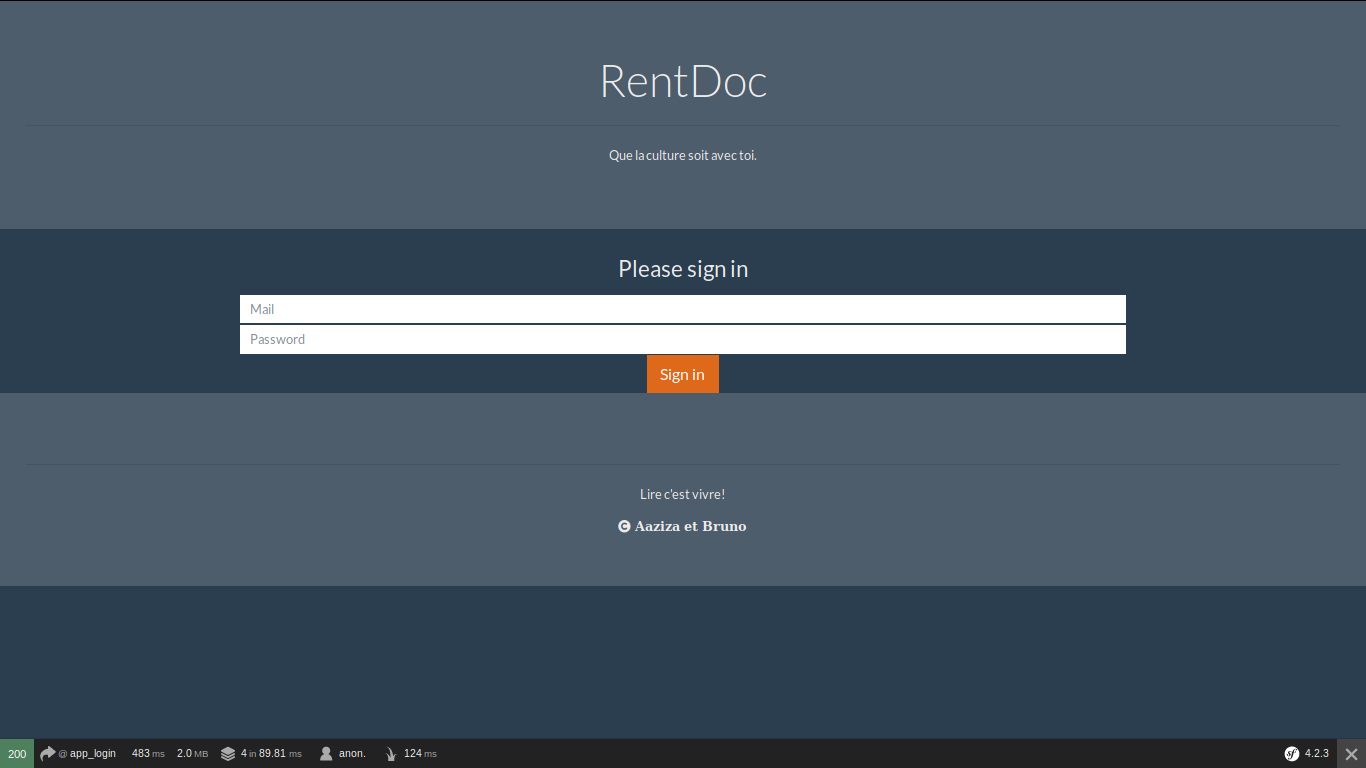 RentDoc
Que la culture soit avec toi.
Please sign in
Mail
Password
Sign in
Lire c'est vivre!
© Aaziza et Bruno
200 @ app_login 483 ms 2.0 MB 4 in 89.81 ms anon. 124 ms sf 4.2.3